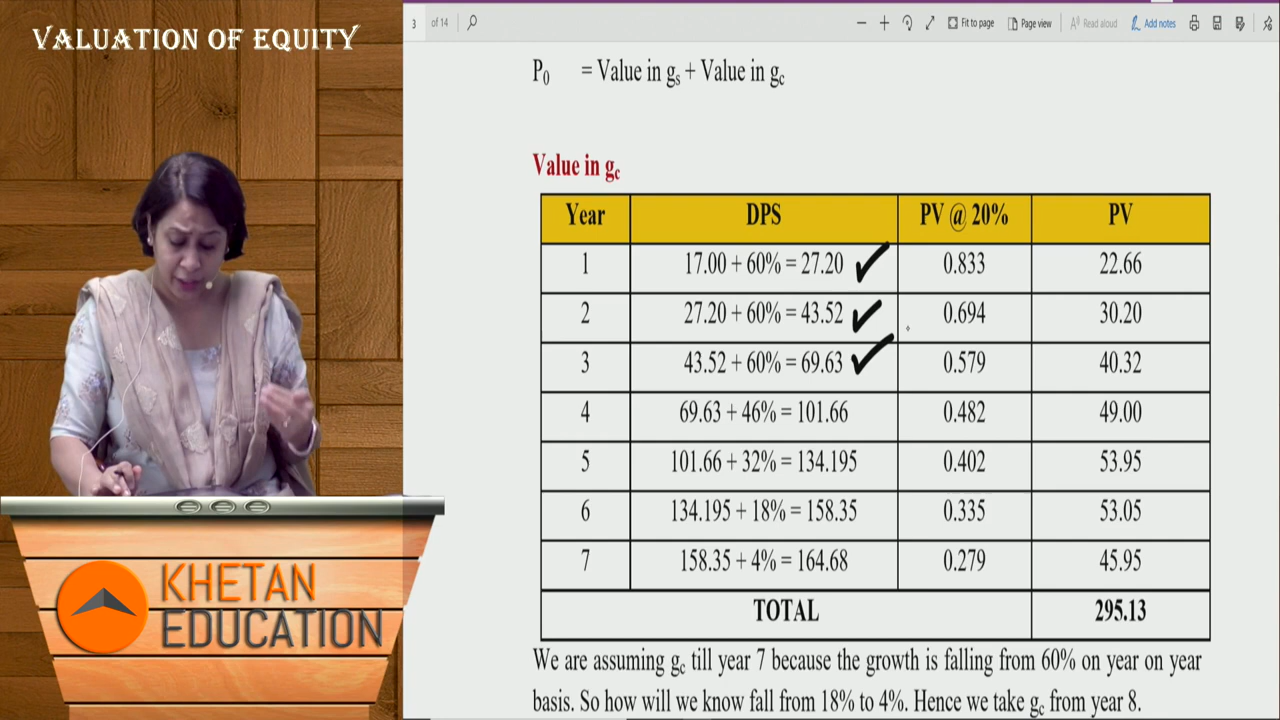 VALUATION OF EQUITY
3 of 14 Fit to page Page view Read aloud Add notes
P0 = Value in gs + Value in gc
Value in gc
Year DPS PV @ 20% PV
1 17.00 + 60% = 27.20 0.833 22.66
2 27.20 + 60% = 43.52 0.694 30.20
3 43.52 + 60% = 69.63 0.579 40.32
4 69.63 + 46% = 101.66 0.482 49.00
5 101.66 + 32% = 134.195 0.402 53.95
6 134.195 + 18% = 158.35 0.335 53.05
7 158.35 + 4% = 164.68 0.279 45.95
TOTAL 295.13
We are assuming gc till year 7 because the growth is falling from 60% on year on year
basis. So how will we know fall from 18% to 4%. Hence we take gc from year 8.
KHETAN
EDUCATION